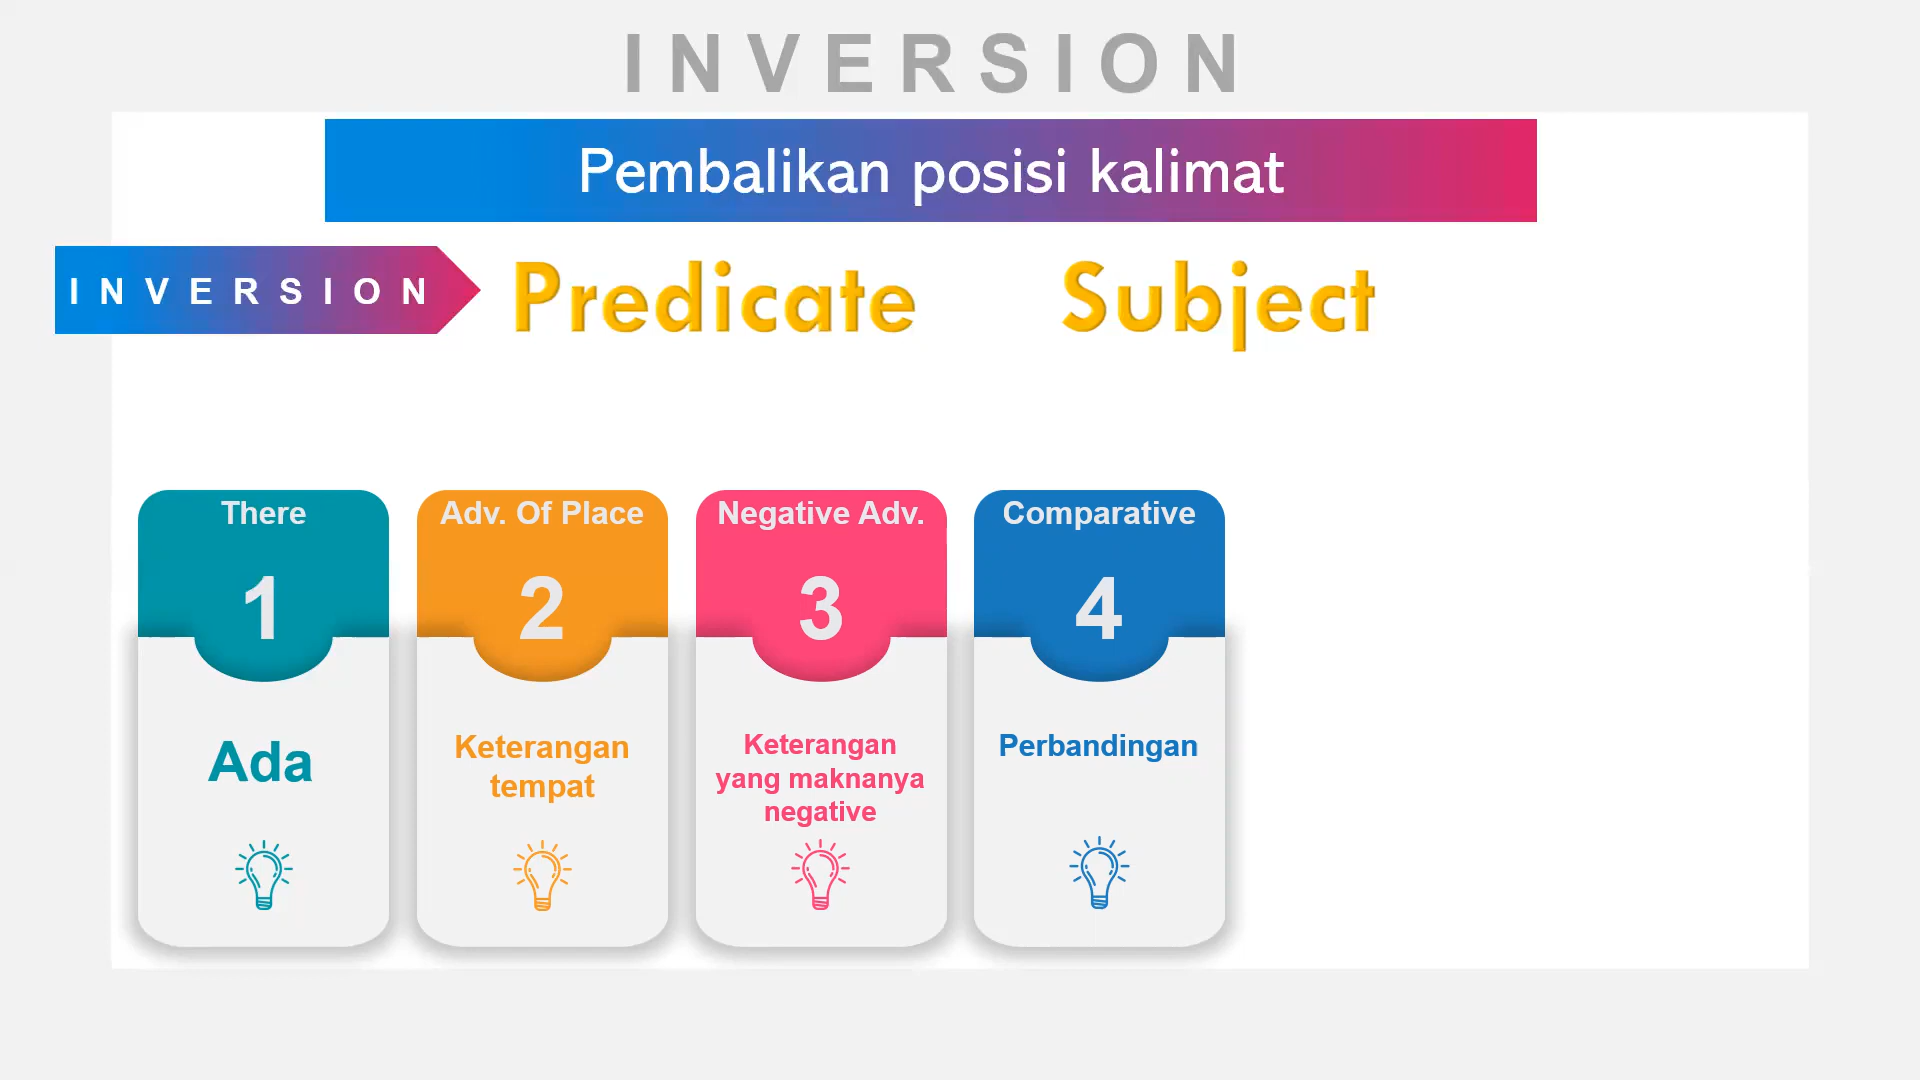 INVERSION
Pembalikan posisi kalimat
INVERSION
Predicate Subject
There
1
Ada
Adv. Of Place
2
Keterangan
tempat
Negative Adv.
3
Keterangan
yang maknanya
negative
Comparative
4
Perbandingan